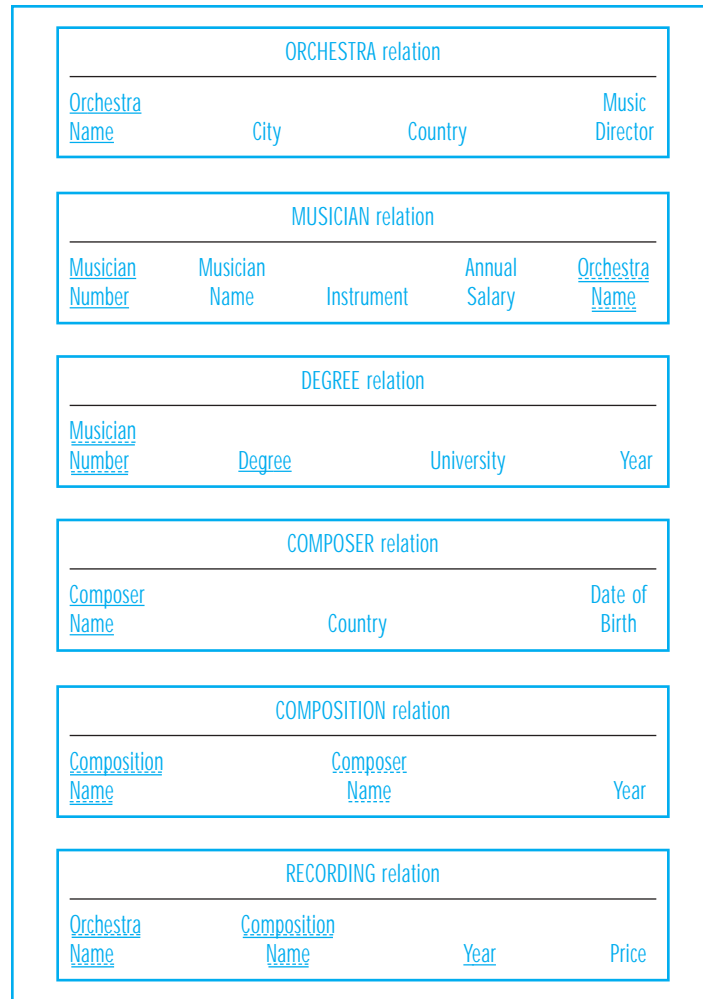 ORCHESTRA relation
Orchestra Music
Name City Country Director
MUSICIAN relation
Musician Musician Annual Orchestra
Number Name Instrument Salary Name
DEGREE relation
Musician
Number Degree University Year
COMPOSER relation
Composer Date of
Name Country Birth
COMPOSITION relation
Composition Composer
Name Name Year
RECORDING relation
Orchestra Composition
Name Name Year Price